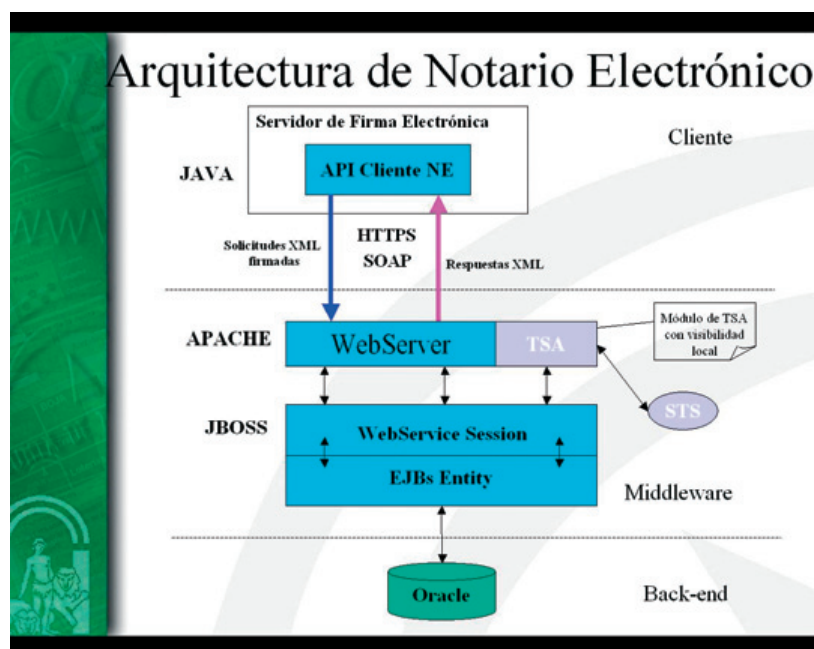 Arquitectura de Notario Electrónico
Servidor de Firma Electrónica
Cliente
JAVA
API Cliente NE
Solicitudes XML
firmadas
HTTPS
SOAP
Respuestas XML
APACHE
WebServer
TSA
Módulo de TSA
con visibilidad
local
STS
JBOSS
WebService Session
EJBs Entity
Middleware
Oracle
Back-end